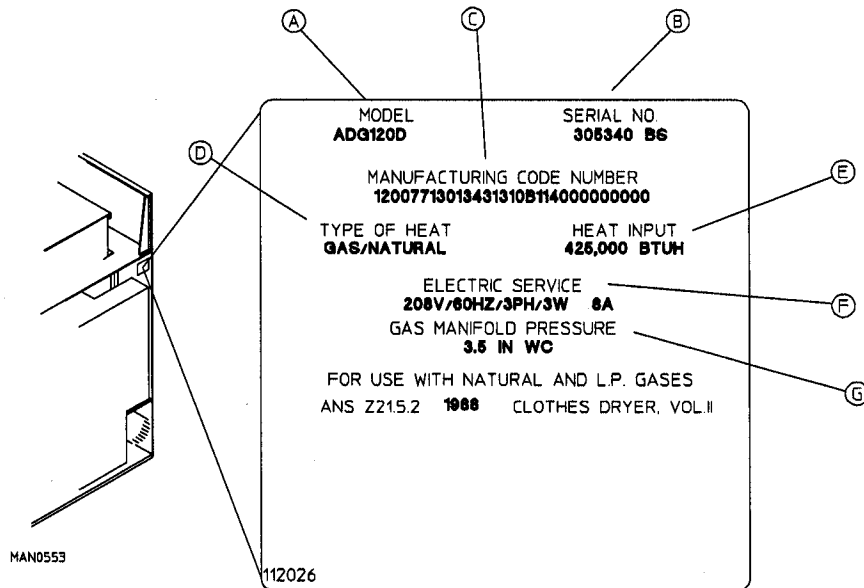 A
C
B
MODEL SERIAL NO.
ADG120D 305340 BS
D
MANUFACTURING CODE NUMBER
E
12007713013431310B114000000000
TYPE OF HEAT HEAT INPUT
GAS/NATURAL 425,000 BTUH
ELECTRIC SERVICE
F
208V/60HZ/3PH/3W 8A
GAS MANIFOLD PRESSURE
3.5 IN WC
FOR USE WITH NATURAL AND L.P. GASES
G
ANS Z21.5.2 1988 CLOTHES DRYER, VOL.II
MAN0553
112026